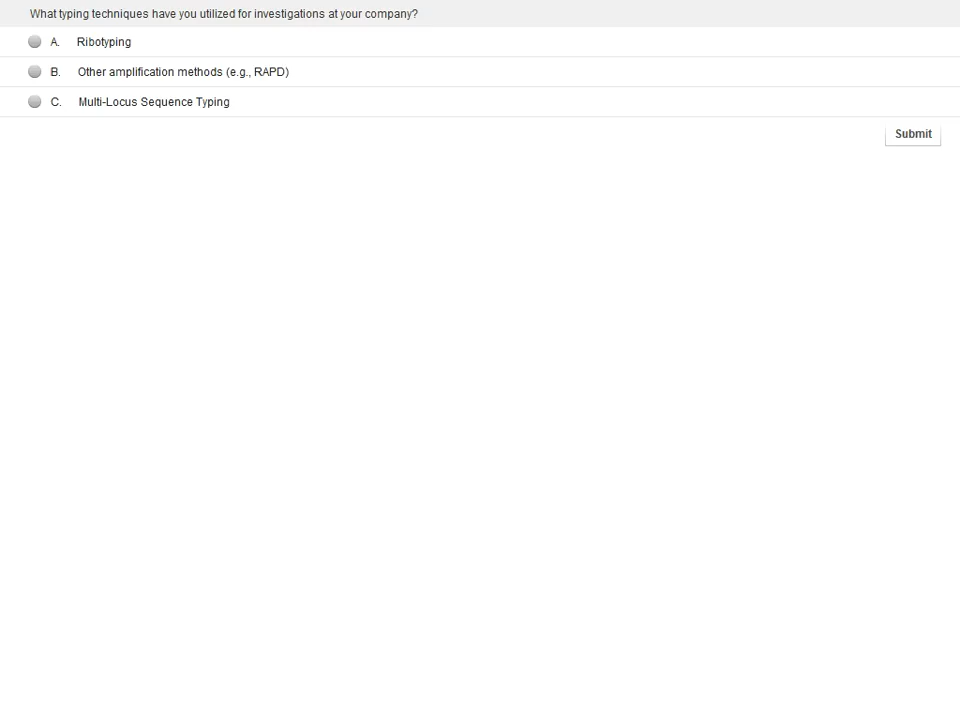 What typing techniques have you utilized for investigations at your company?
A. Ribotyping
B. Other amplification methods (e.g., RAPD)
C. Multi-Locus Sequence Typing
Submit